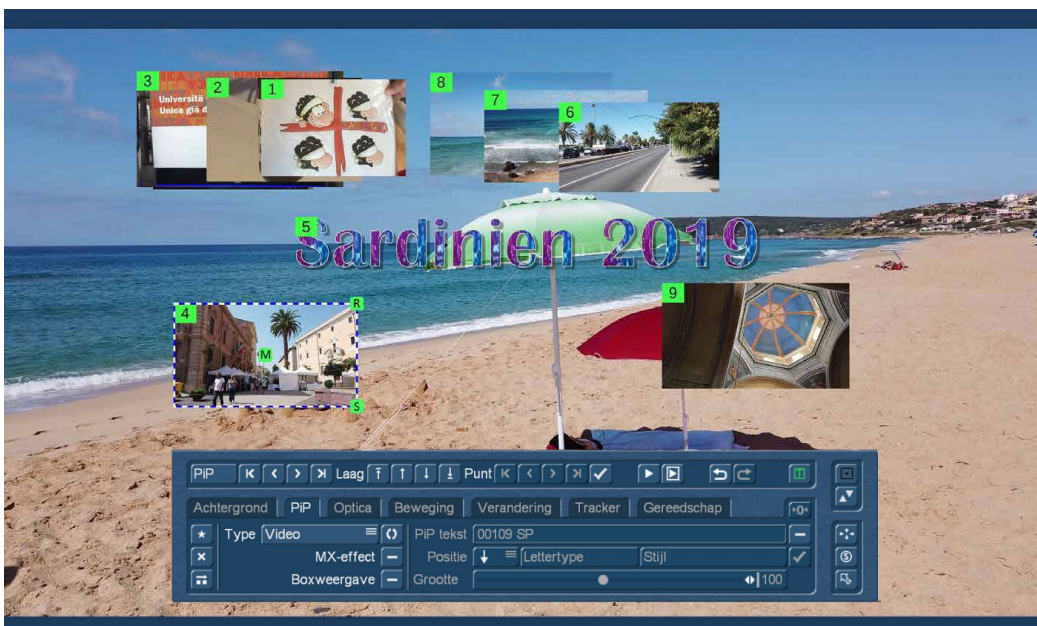 3
2
1
8
7
6
Università
Unica già d
5
Sardinien 2019
9
4
R
M
S
PiP Laag Punt
Achtergrond PiP Optica Beweging Verandering Tracker Gereedschap
Type Video PiP tekst 00109 SP
MX-effect Positie Lettertype Stijl
Boxweergave Grootte 100